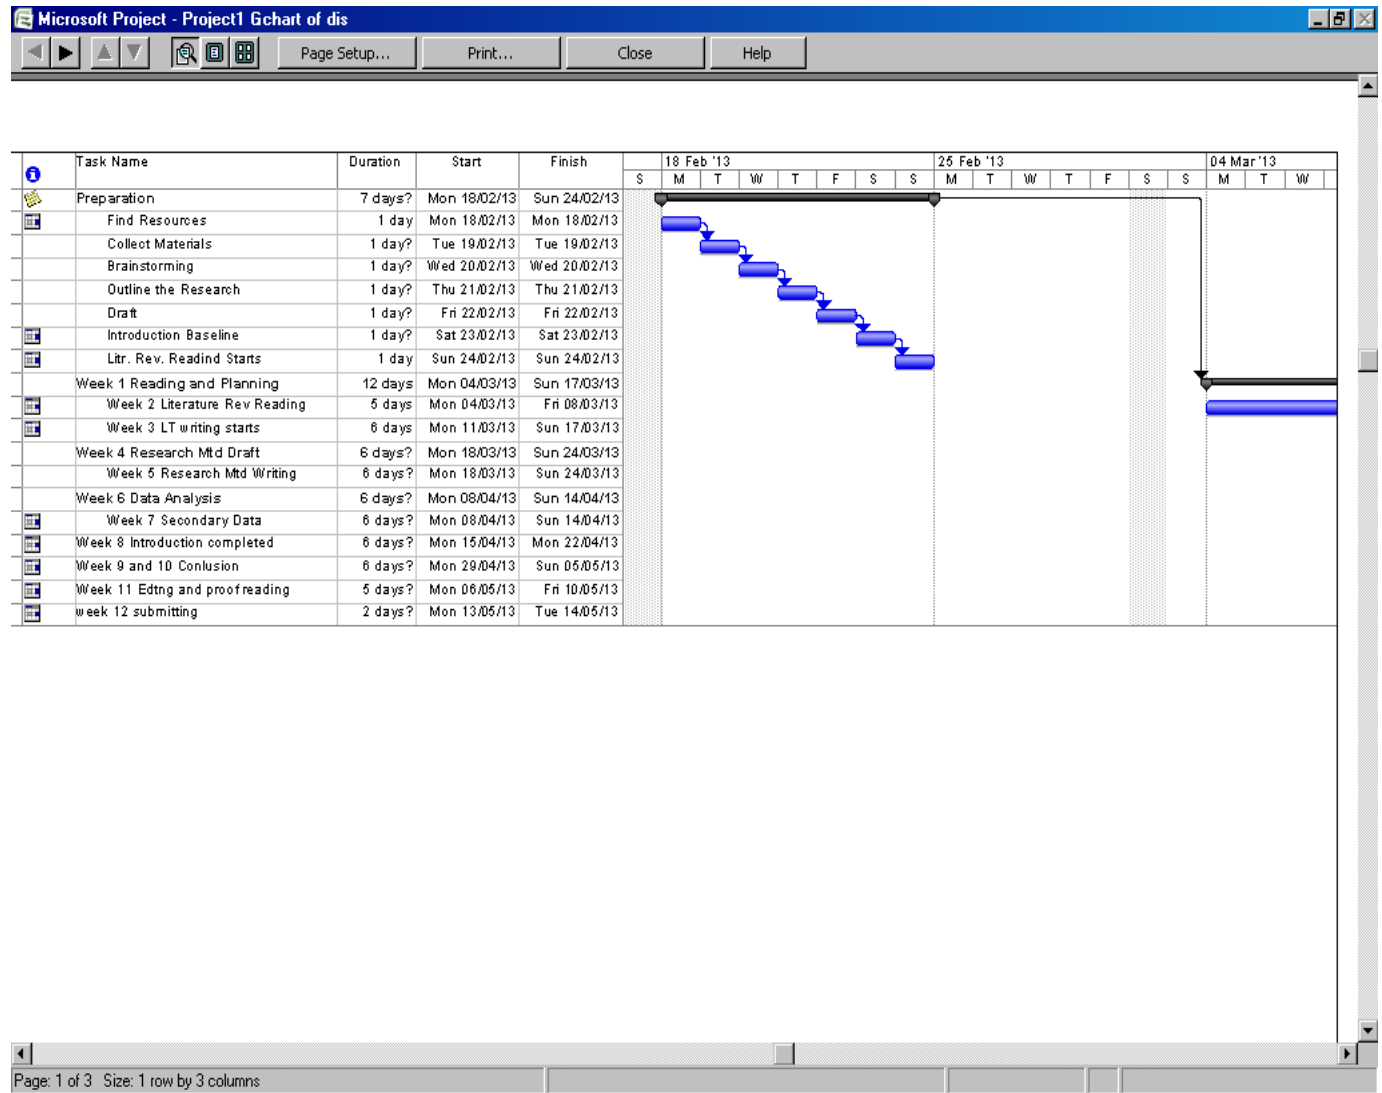 Microsoft Project - Project1 Gchart of dis
Page Setup... Print... Close Help
Task Name Duration Start Finish 18 Feb '13 25 Feb '13 04 Mar '13
S M T W T F S S M T W T F S S M T W
Preparation 7 days? Mon 18/02/13 Sun 24/02/13
Find Resources 1 day Mon 18/02/13 Mon 18/02/13
Collect Materials 1 day? Tue 19/02/13 Tue 19/02/13
Brainstorming 1 day? Wed 20/02/13 Wed 20/02/13
Outline the Research 1 day? Thu 21/02/13 Thu 21/02/13
Draft 1 day? Fri 22/02/13 Fri 22/02/13
Introduction Baseline 1 day? Sat 23/02/13 Sat 23/02/13
Litr. Rev. Readind Starts 1 day Sun 24/02/13 Sun 24/02/13
Week 1 Reading and Planning 12 days Mon 04/03/13 Sun 17/03/13
Week 2 Literature Rev Reading 5 days Mon 04/03/13 Fri 08/03/13
Week 3 LT writing starts 6 days Mon 11/03/13 Sun 17/03/13
Week 4 Research Mtd Draft 6 days? Mon 18/03/13 Sun 24/03/13
Week 5 Research Mtd Writing 6 days? Mon 18/03/13 Sun 24/03/13
Week 6 Data Analysis 6 days? Mon 08/04/13 Sun 14/04/13
Week 7 Secondary Data 6 days? Mon 08/04/13 Sun 14/04/13
Week 8 Introduction completed 6 days? Mon 15/04/13 Mon 22/04/13
Week 9 and 10 Conlusion 6 days? Mon 29/04/13 Sun 05/05/13
Week 11 Edtng and proofreading 5 days? Mon 06/05/13 Fri 10/05/13
week 12 submitting 2 days? Mon 13/05/13 Tue 14/05/13
Page: 1 of 3 Size: 1 row by 3 columns